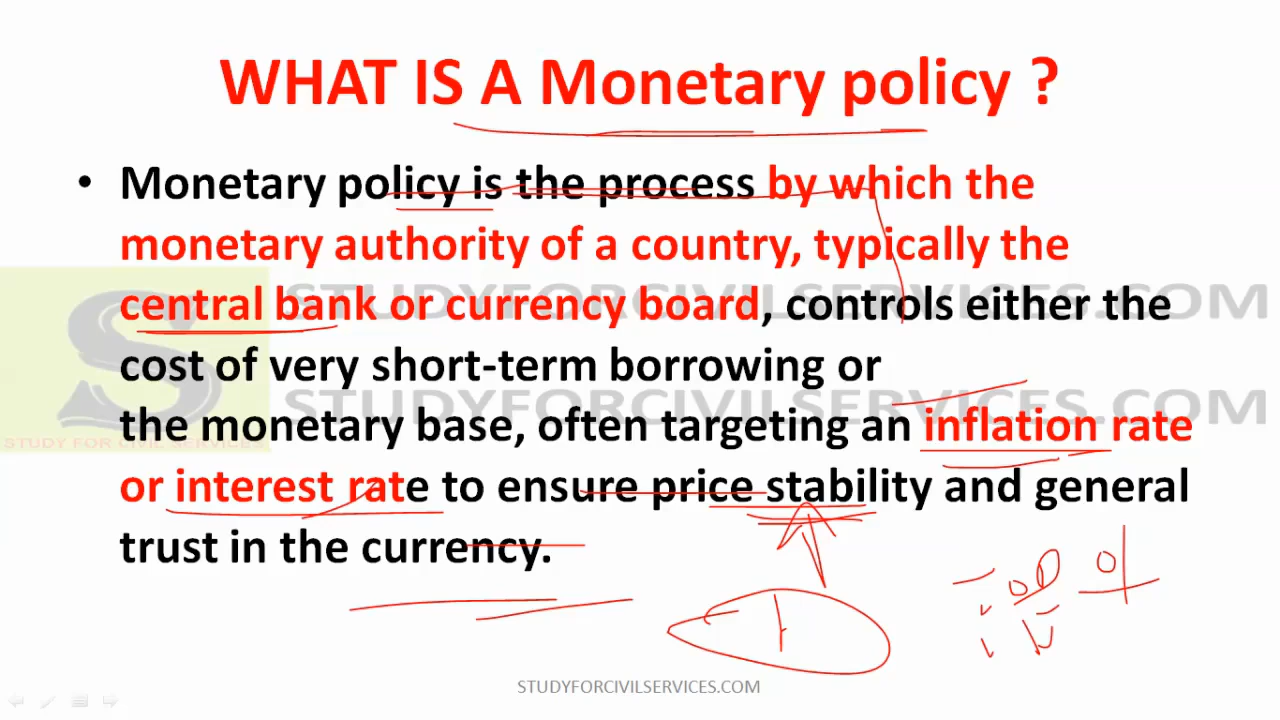 WHAT IS A Monetary policy ?
• Monetary policy is the process by which the
monetary authority of a country, typically the
central bank or currency board, controls either the
cost of very short-term borrowing or
the monetary base, often targeting an inflation rate
or interest rate to ensure price stability and general
trust in the currency.
STUDYFORCIVILSERVICES.COM
STUDYFORCIVILSERVICES.COM
STUDY FOR CIVIL SERVICES
STUDYFORCIVILSERVICES.COM